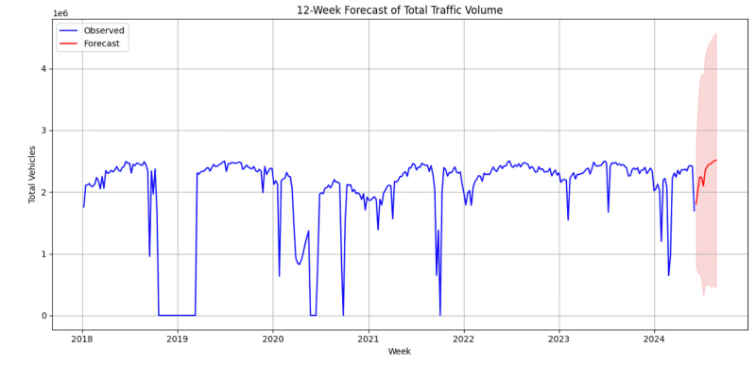 12-Week Forecast of Total Traffic Volume
1e6
Observed
Forecast
4
3
2
1
0
Total Vehicles
2018 2019 2020 2021 2022 2023 2024
Week